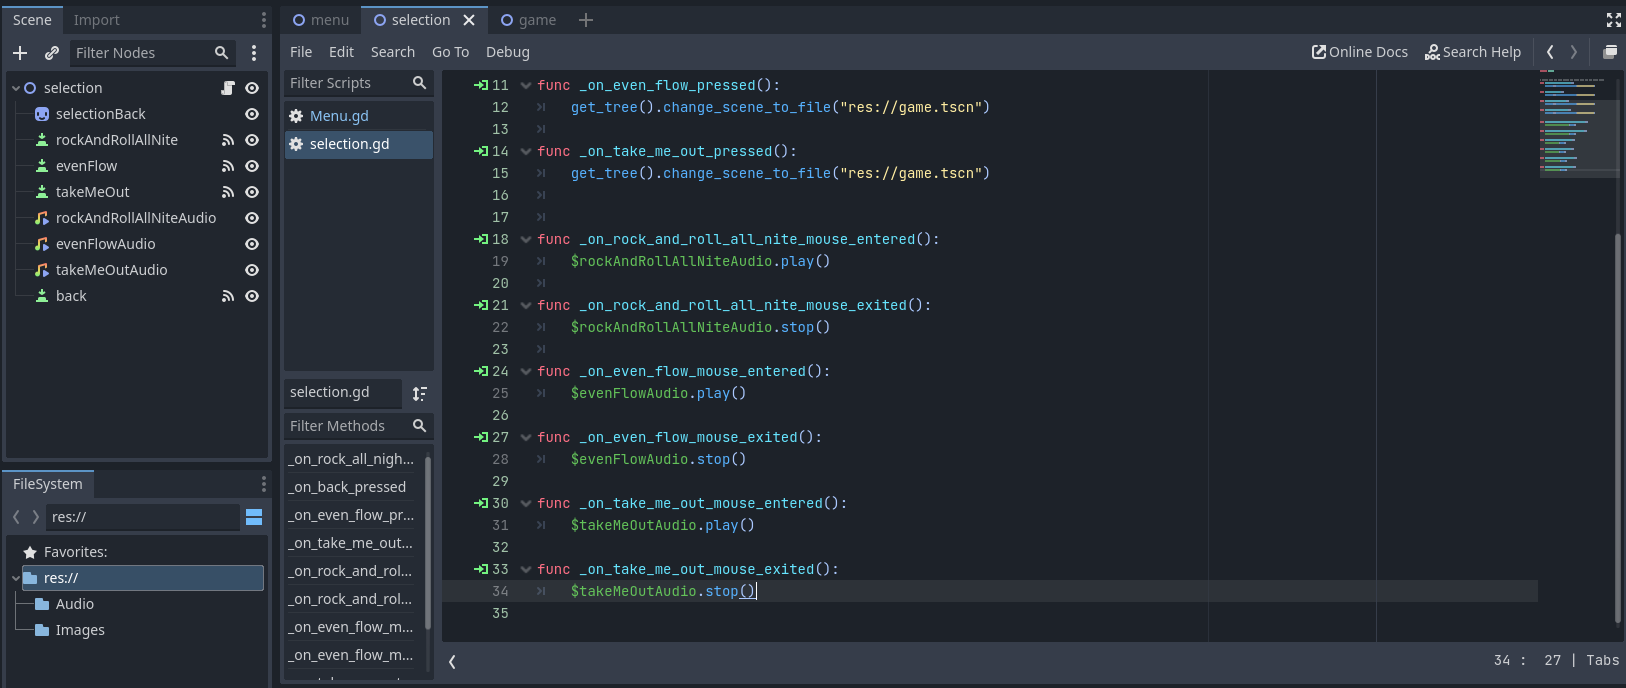 Scene Import
Filter Nodes
selection
selectionBack
rockAndRollAllNite
evenFlow
takeMeOut
rockAndRollAllNiteAudio
evenFlowAudio
takeMeOutAudio
back
FileSystem
res://
Favorites:
res://
Audio
Images
menu selection game
File Edit Search Go To Debug Online Docs Search Help
Filter Scripts
Menu.gd
selection.gd
selection.gd
Filter Methods
_on_rock_all_nigh...
_on_back_pressed
_on_even_flow_pr...
_on_take_me_out...
_on_rock_and_rol...
_on_rock_and_rol...
_on_even_flow_m...
_on_even_flow_m...
11 func _on_even_flow_pressed():
12 get_tree().change_scene_to_file("res://game.tscn")
13
14 func _on_take_me_out_pressed():
15 get_tree().change_scene_to_file("res://game.tscn")
16
17
18 func _on_rock_and_roll_all_nite_mouse_entered():
19 $rockAndRollAllNiteAudio.play()
20
21 func _on_rock_and_roll_all_nite_mouse_exited():
22 $rockAndRollAllNiteAudio.stop()
23
24 func _on_even_flow_mouse_entered():
25 $evenFlowAudio.play()
26
27 func _on_even_flow_mouse_exited():
28 $evenFlowAudio.stop()
29
30 func _on_take_me_out_mouse_entered():
31 $takeMeOutAudio.play()
32
33 func _on_take_me_out_mouse_exited():
34 $takeMeOutAudio.stop()
35
34 : 27 | Tabs